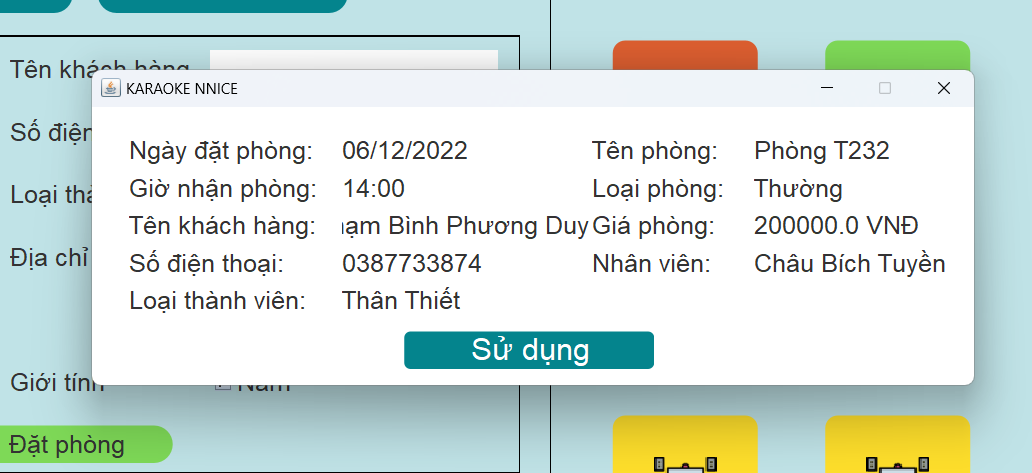 Tên khách hàng
KARAOKE NNICE
Số điện
Loại
Địa chỉ
Ngày đặt phòng: 06/12/2022 Tên phòng: Phòng T232
Giờ nhận phòng: 14:00 Loại phòng: Thường
Tên khách hàng: Bình Phương Duy Giá phòng: 200000.0 VNĐ
Số điện thoại: 0387733874 Nhân viên: Châu Bích Tuyền
Loại thành viên: Thân Thiết
Sử dụng
Giới tính Nam
Đặt phòng